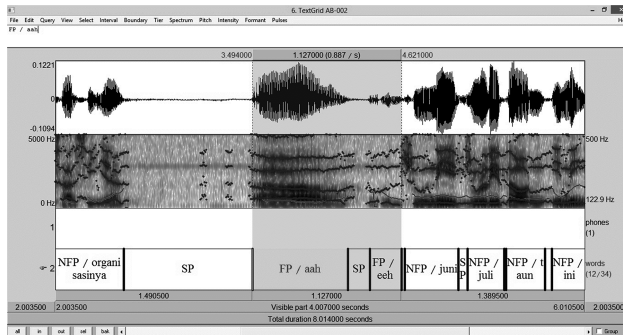 6. TextGrid AB-002
File Edit Query View Select Interval Boundary Tier Spectrum Pitch Intensity Formant Pulses
FP / aah
3.494000 1.127000 (0.887 / s) 4.621000
0.1221
0
-0.1094
5000 Hz 500 Hz
0 Hz 122.9 Hz
1 phones (1)
2 NFP / organi sasinya SP FP / aah SP FP / eeh NFP / juni S P NFP / juli NFP / t aun NFP / ini words (12/34)
1.490500 1.127000 1.389500
2.003500 2.003500 Visible part 4.007000 seconds 6.010500 2.003500
Total duration 8.014000 seconds
all in out sel bak Group